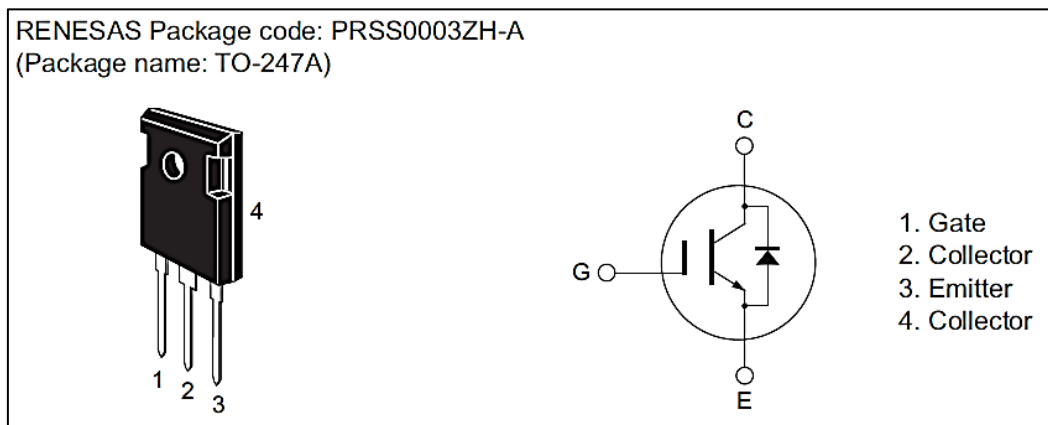 RENESAS Package code: PRSS0003ZH-A
(Package name: TO-247A)
4
1
2
3
C
G
E
1. Gate
2. Collector
3. Emitter
4. Collector